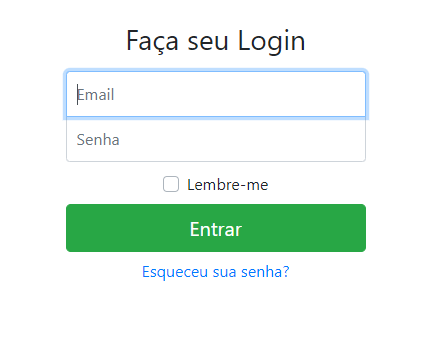 Faça seu Login
Email
Senha
Lembre-me
Entrar
Esqueceu sua senha?